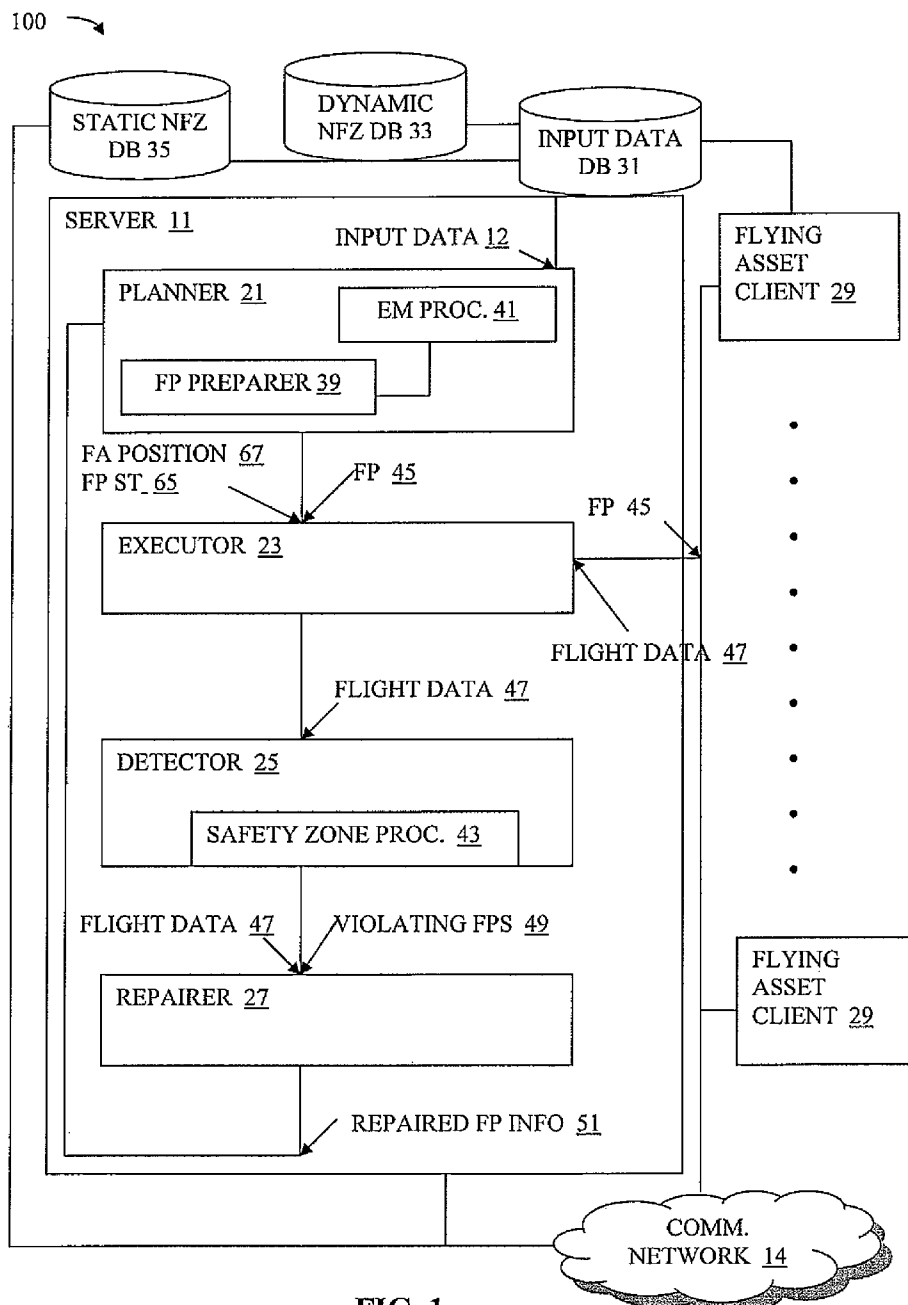 100
STATIC NFZ
DB 35
DYNAMIC
NFZ DB 33
INPUT DATA
DB 31
SERVER 11
INPUT DATA 12
FLYING
ASSET
CLIENT 29
PLANNER 21
EM PROC. 41
FP PREPARER 39
FA POSITION 67
FP ST_ 65
FP 45
FP 45
EXECUTOR 23
FLIGHT DATA 47
FLIGHT DATA 47
DETECTOR 25
SAFETY ZONE PROC. 43
FLIGHT DATA 47
VIOLATING FPS 49
FLYING
ASSET
CLIENT 29
REPAIRER 27
REPAIRED FP INFO 51
COMM.
NETWORK 14
FIG. 1